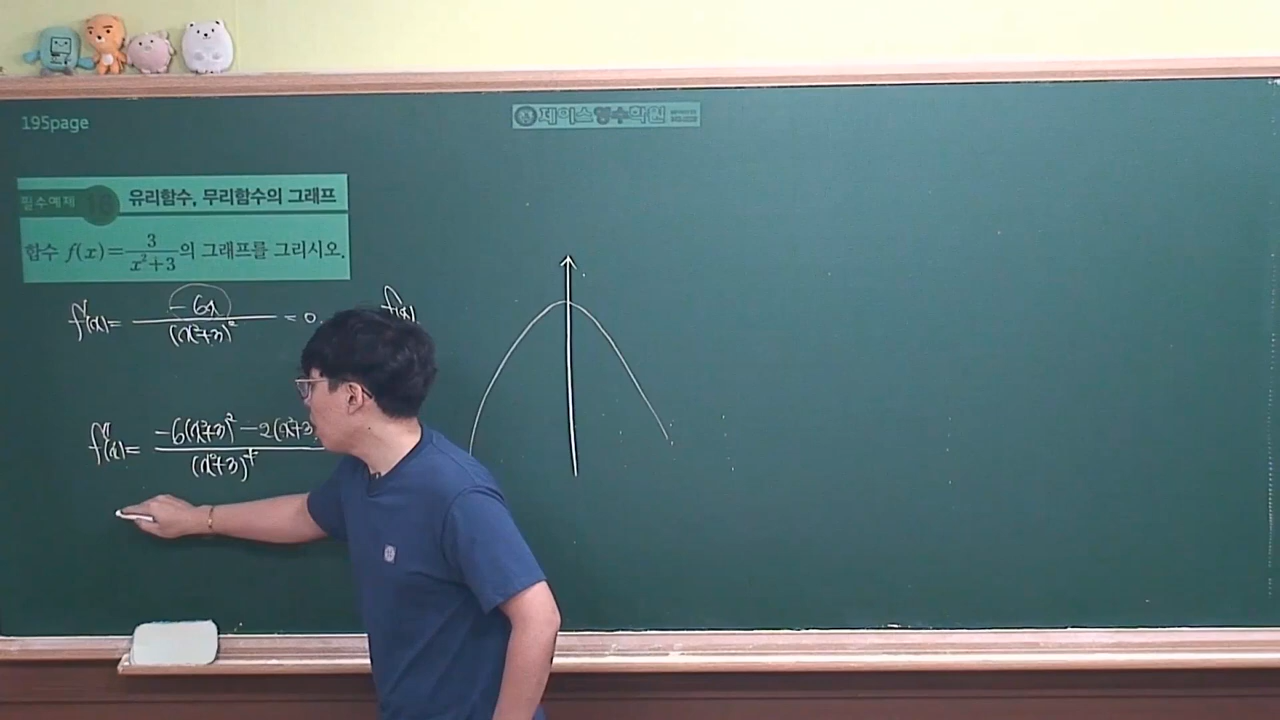 195page
제이스영수학원
필수예제 18 유리함수, 무리함수의 그래프
함수 f(x)=3/(x²+3)의 그래프를 그리시오.
f'(x)= -6x/(x²+3)² =0.
f(x)
f''(x)= -6(x²+3)²-2(x²+3)/(x²+3)⁴